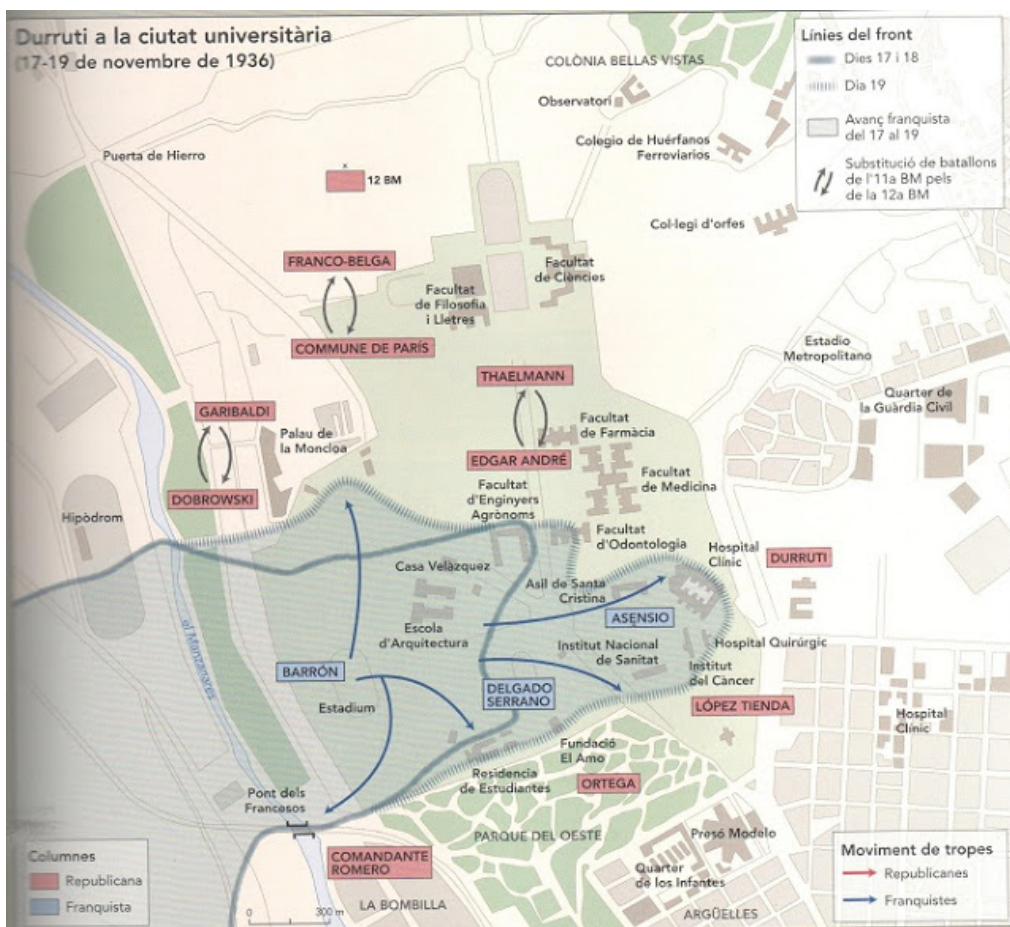 Durruti a la ciutat universitària
(17-19 de novembre de 1936)
Línies del front
Dies 17 i 18
Dia 19
Avanç franquista
del 17 al 19
Substitució de batallons
de l'11a BM pels
de la 12a BM
COLÒNIA BELLAS VISTAS
Observatori
Colegio de Huérfanos
Ferroviarios
Puerta de Hierro
x
12 BM
Col·legi d'orfes
FRANCO-BELGA
Facultat
de Ciències
Facultat
de Filosofia
i Lletres
COMMUNE DE PARÍS
Estadio
Metropolitano
THAELMANN
Quarter de
la Guàrdia Civil
GARIBALDI
Palau de
la Moncloa
Facultat
de Farmàcia
EDGAR ANDRÉ
Facultat
de Medicina
DOBROWSKI
Facultat
d'Enginyers
Agrònoms
Hipòdrom
Facultat
d'Odontologia
Hospital
Clínic
DURRUTI
Casa Velàzquez
Asil de Santa
Cristina
el Manzanares
ASENSIO
Escola
d'Arquitectura
Institut Nacional
de Sanitat
Hospital Quirúrgic
Institut
del Càncer
BARRÓN
DELGADO
SERRANO
LÓPEZ TIENDA
Estadium
Hospital
Clínic
Fundació
El Amo
Residencia
de Estudiantes
ORTEGA
Pont dels
Francesos
PARQUE DEL OESTE
Presó Modelo
COMANDANTE
ROMERO
Quarter
de los Infantes
LA BOMBILLA
ARGÜELLES
0 300 m
Columnes
Republicana
Franquista
Moviment de tropes
Republicanes
Franquistes